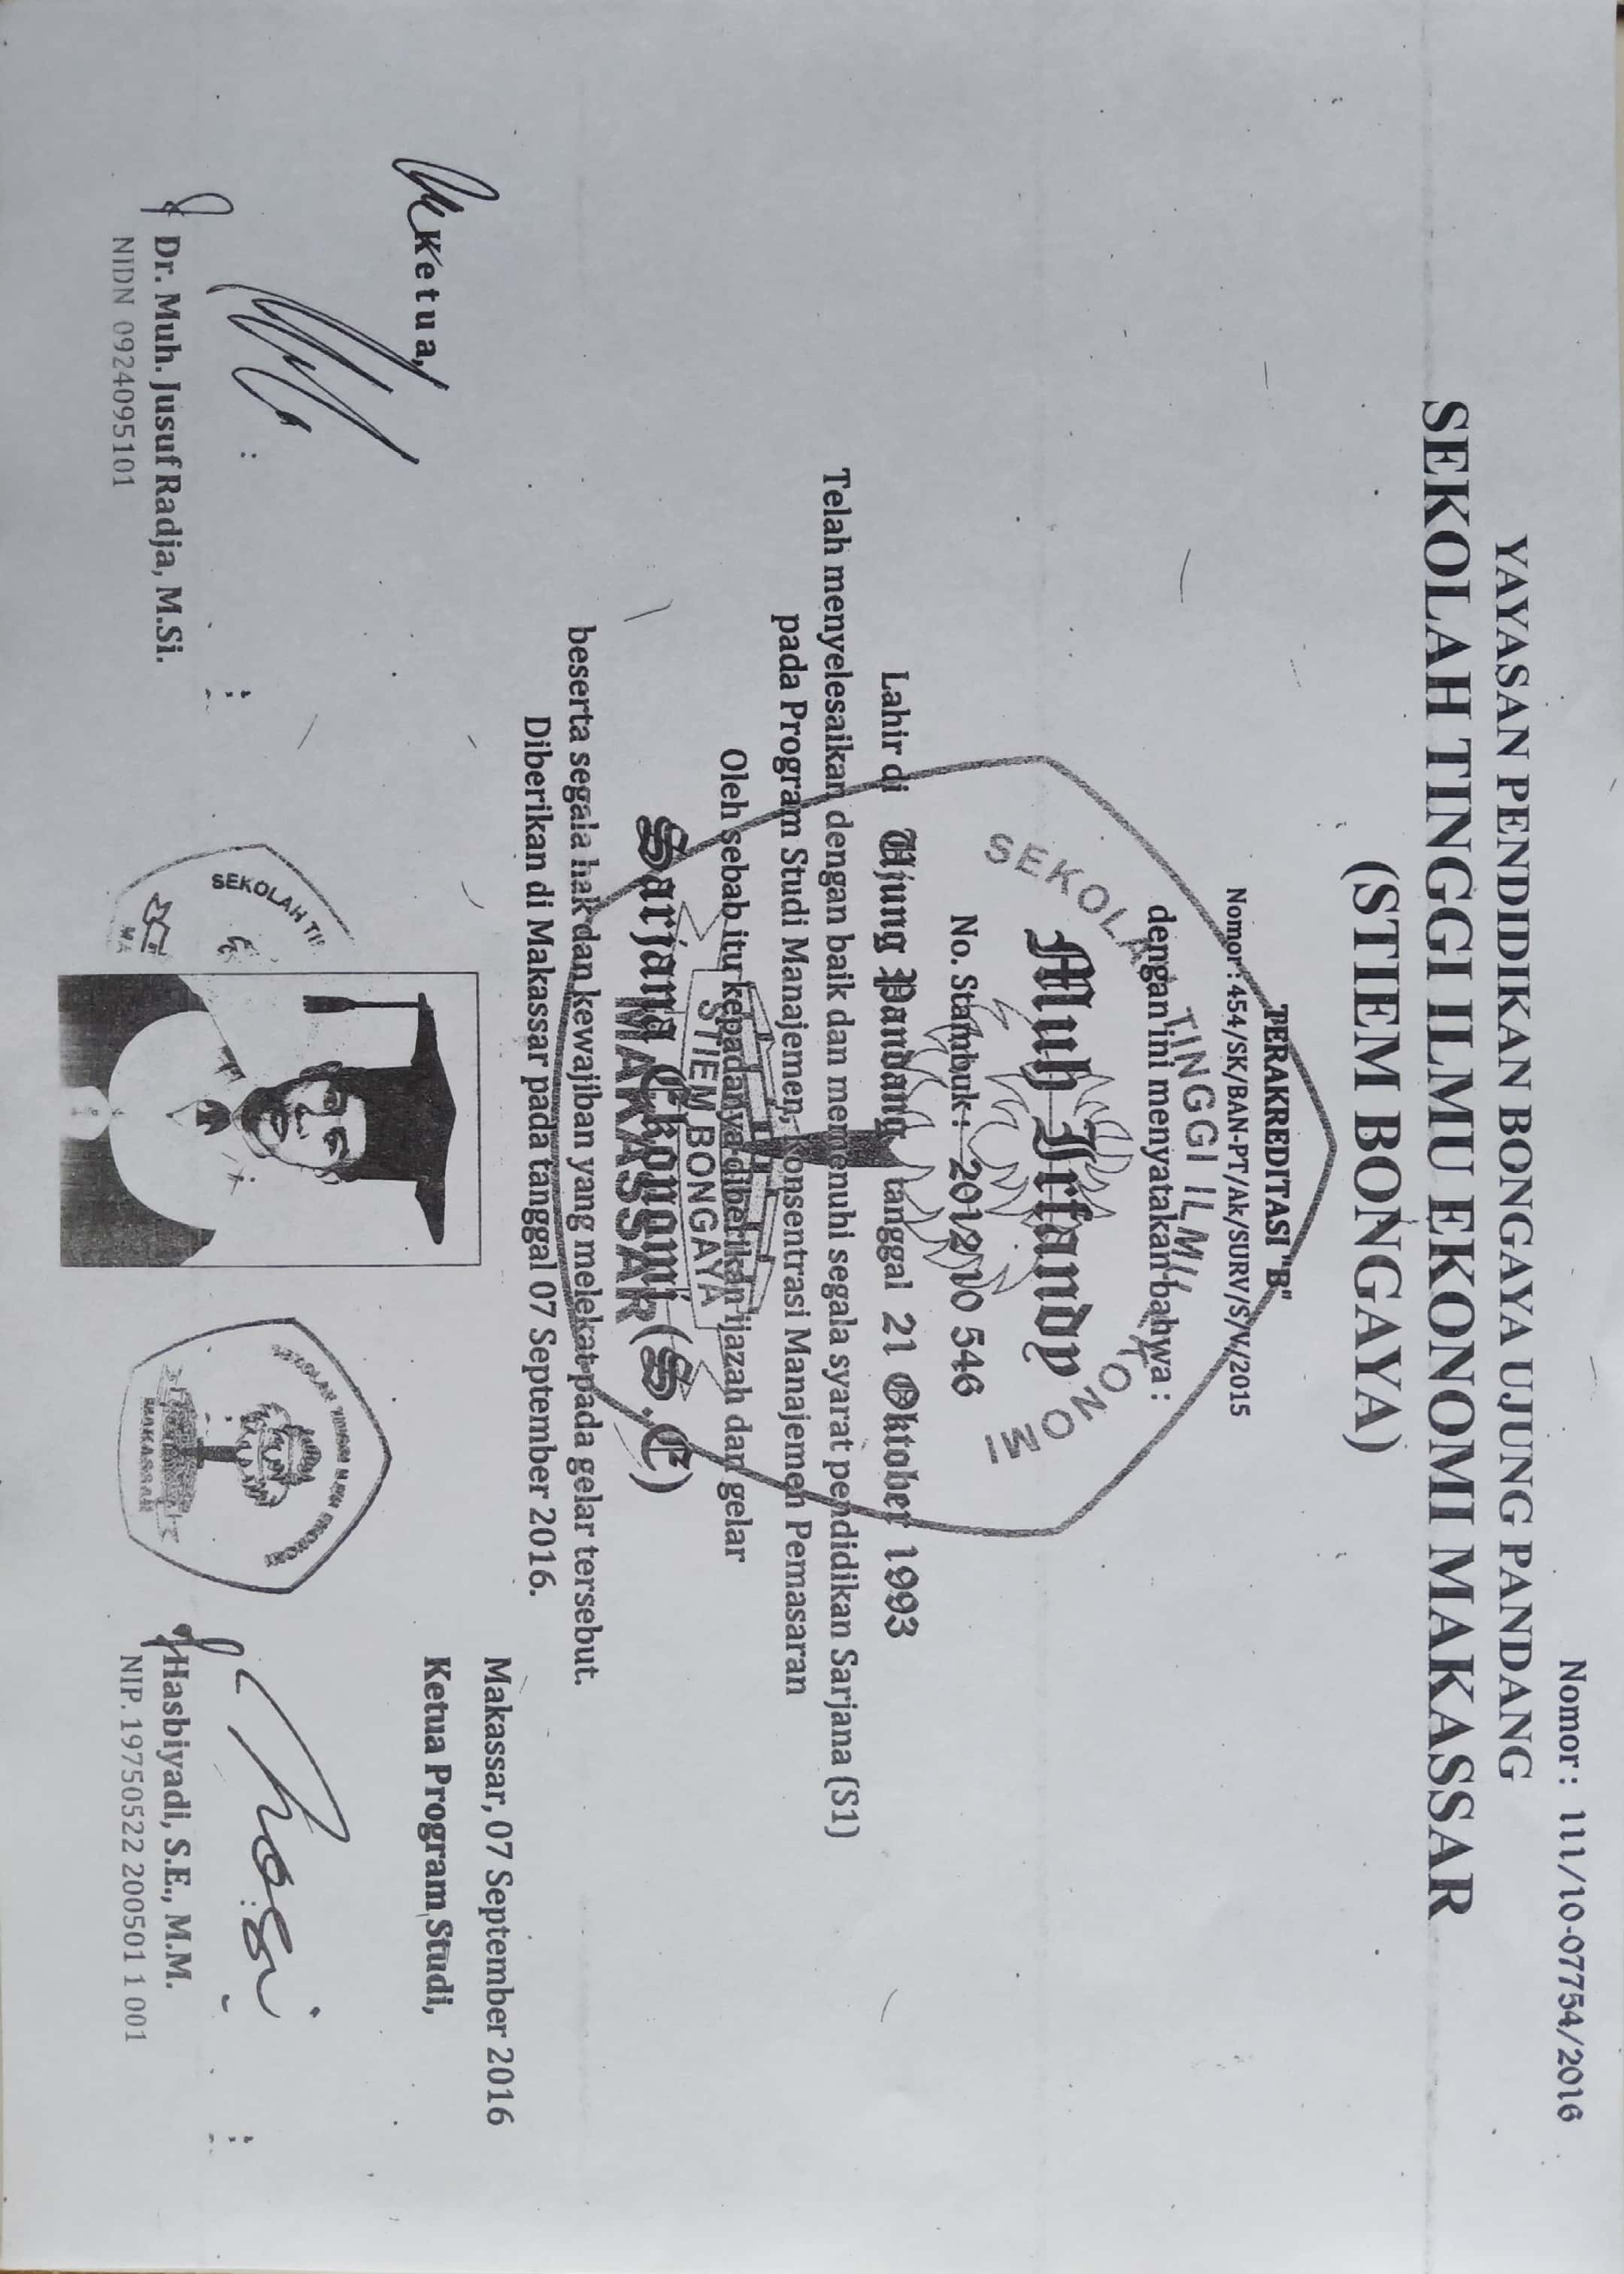 Nomor : 111/10-07754/2016
YAYASAN PENDIDIKAN BONGAYA UJUNG PANDANG
SEKOLAH TINGGI ILMU EKONOMI MAKASSAR
(STIEM BONGAYA)
TERAKREDITASI "B"
Nomor : 454/SK/BAN-PT/Ak/SURV/S/V/2015
dengan ini menyatakan bahwa :
Muh Irfandy
No. Stambuk : 2012 10 546
Lahir di Ujung Pandang tanggal 21 Oktober 1993
Telah menyelesaikan dengan baik dan memenuhi segala syarat pendidikan Sarjana (S1)
pada Program Studi Manajemen, Konsentrasi Manajemen Pemasaran
Oleh sebab itu kepadanya diberikan ijazah dan gelar
Sarjana Ekonomi (S.E)
beserta segala hak dan kewajiban yang melekat pada gelar tersebut.
Diberikan di Makassar pada tanggal 07 September 2016.
SEKOLAH TINGGI ILMU
STIEM BONGAYA
MAKASSAR
Makassar, 07 September 2016
Ketua,
Ketua Program Studi,
SEKOLAH TI
MA
MAKASSAR
Dr. Muh. Jusuf Radja, M.Si.
NIDN 0924095101
Hasbiyadi, S.E., M.M.
NIP. 19750522 200501 1 001